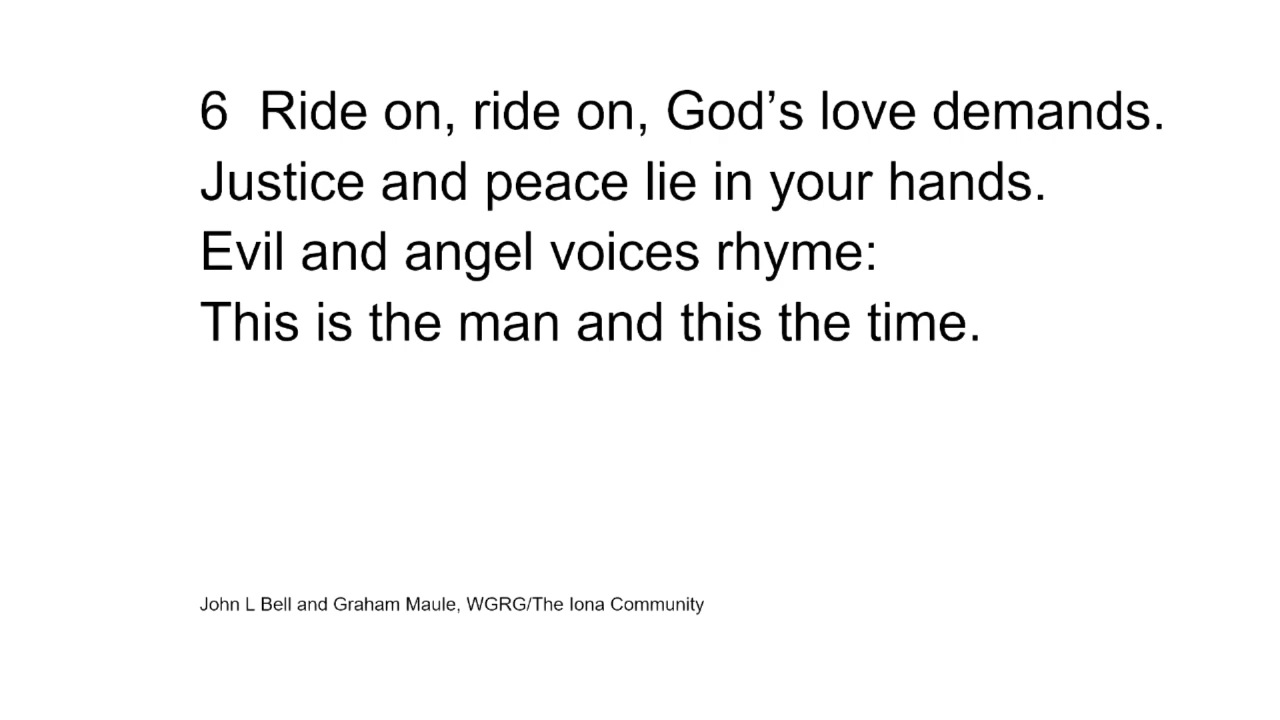 6 Ride on, ride on, God’s love demands.
Justice and peace lie in your hands.
Evil and angel voices rhyme:
This is the man and this the time.
John L Bell and Graham Maule, WGRG/The Iona Community